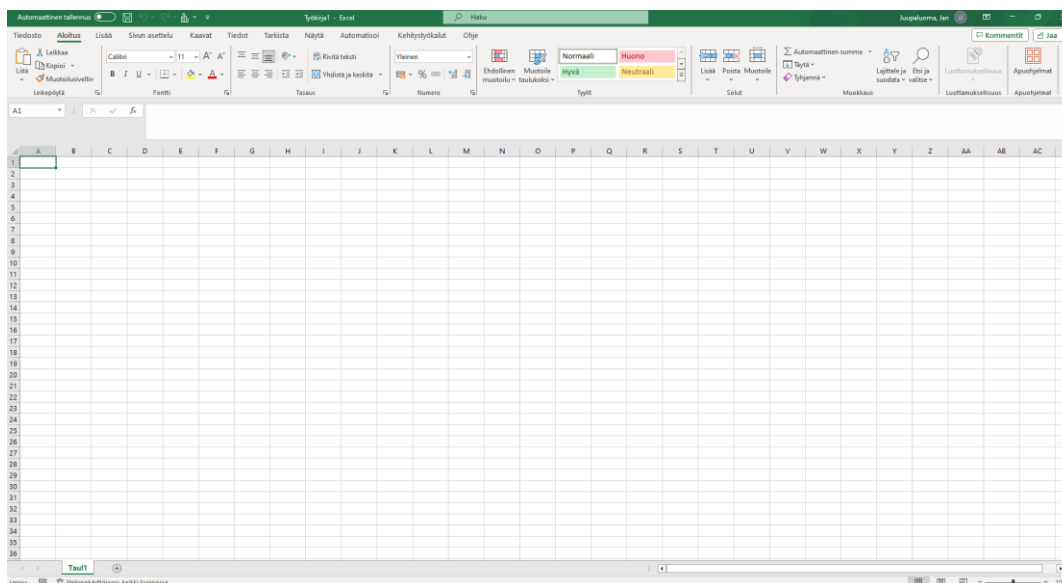 Automaattinen tallennus
Työkirja1 - Excel
Haku
Juupaluoma, Jan
Tiedosto Aloitus Lisää Sivun asettelu Kaavat Tiedot Tarkista Näytä Automatisoi Kehitystyökalut Ohje
Kommentit Jaa
Liitä
Leikkaa
Kopioi
Muotoilusivellin
Leikepöytä
Calibri 11
B I U
Fontti
Rivitä teksti
Yhdistä ja keskitä
Tasaus
Yleinen
% 000
Numero
Ehdollinen muotoilu
Muotoile taulukoksi
Normaali Huono
Hyvä Neutraali
Tyylit
Lisää Poista Muotoile
Solut
Automaattinen summa
Täytä
Tyhjennä
Lajittele ja suodata
Etsi ja valitse
Muokkaus
Luottamuksellisuus
Luottamuksellisuus
Apuohjelmat
Apuohjelmat
A1 fx
A B C D E F G H I J K L M N O P Q R S T U V W X Y Z AA AB AC
1
2
3
4
5
6
7
8
9
10
11
12
13
14
15
16
17
18
19
20
21
22
23
24
25
26
27
28
29
30
31
32
33
34
35
36
Taul1